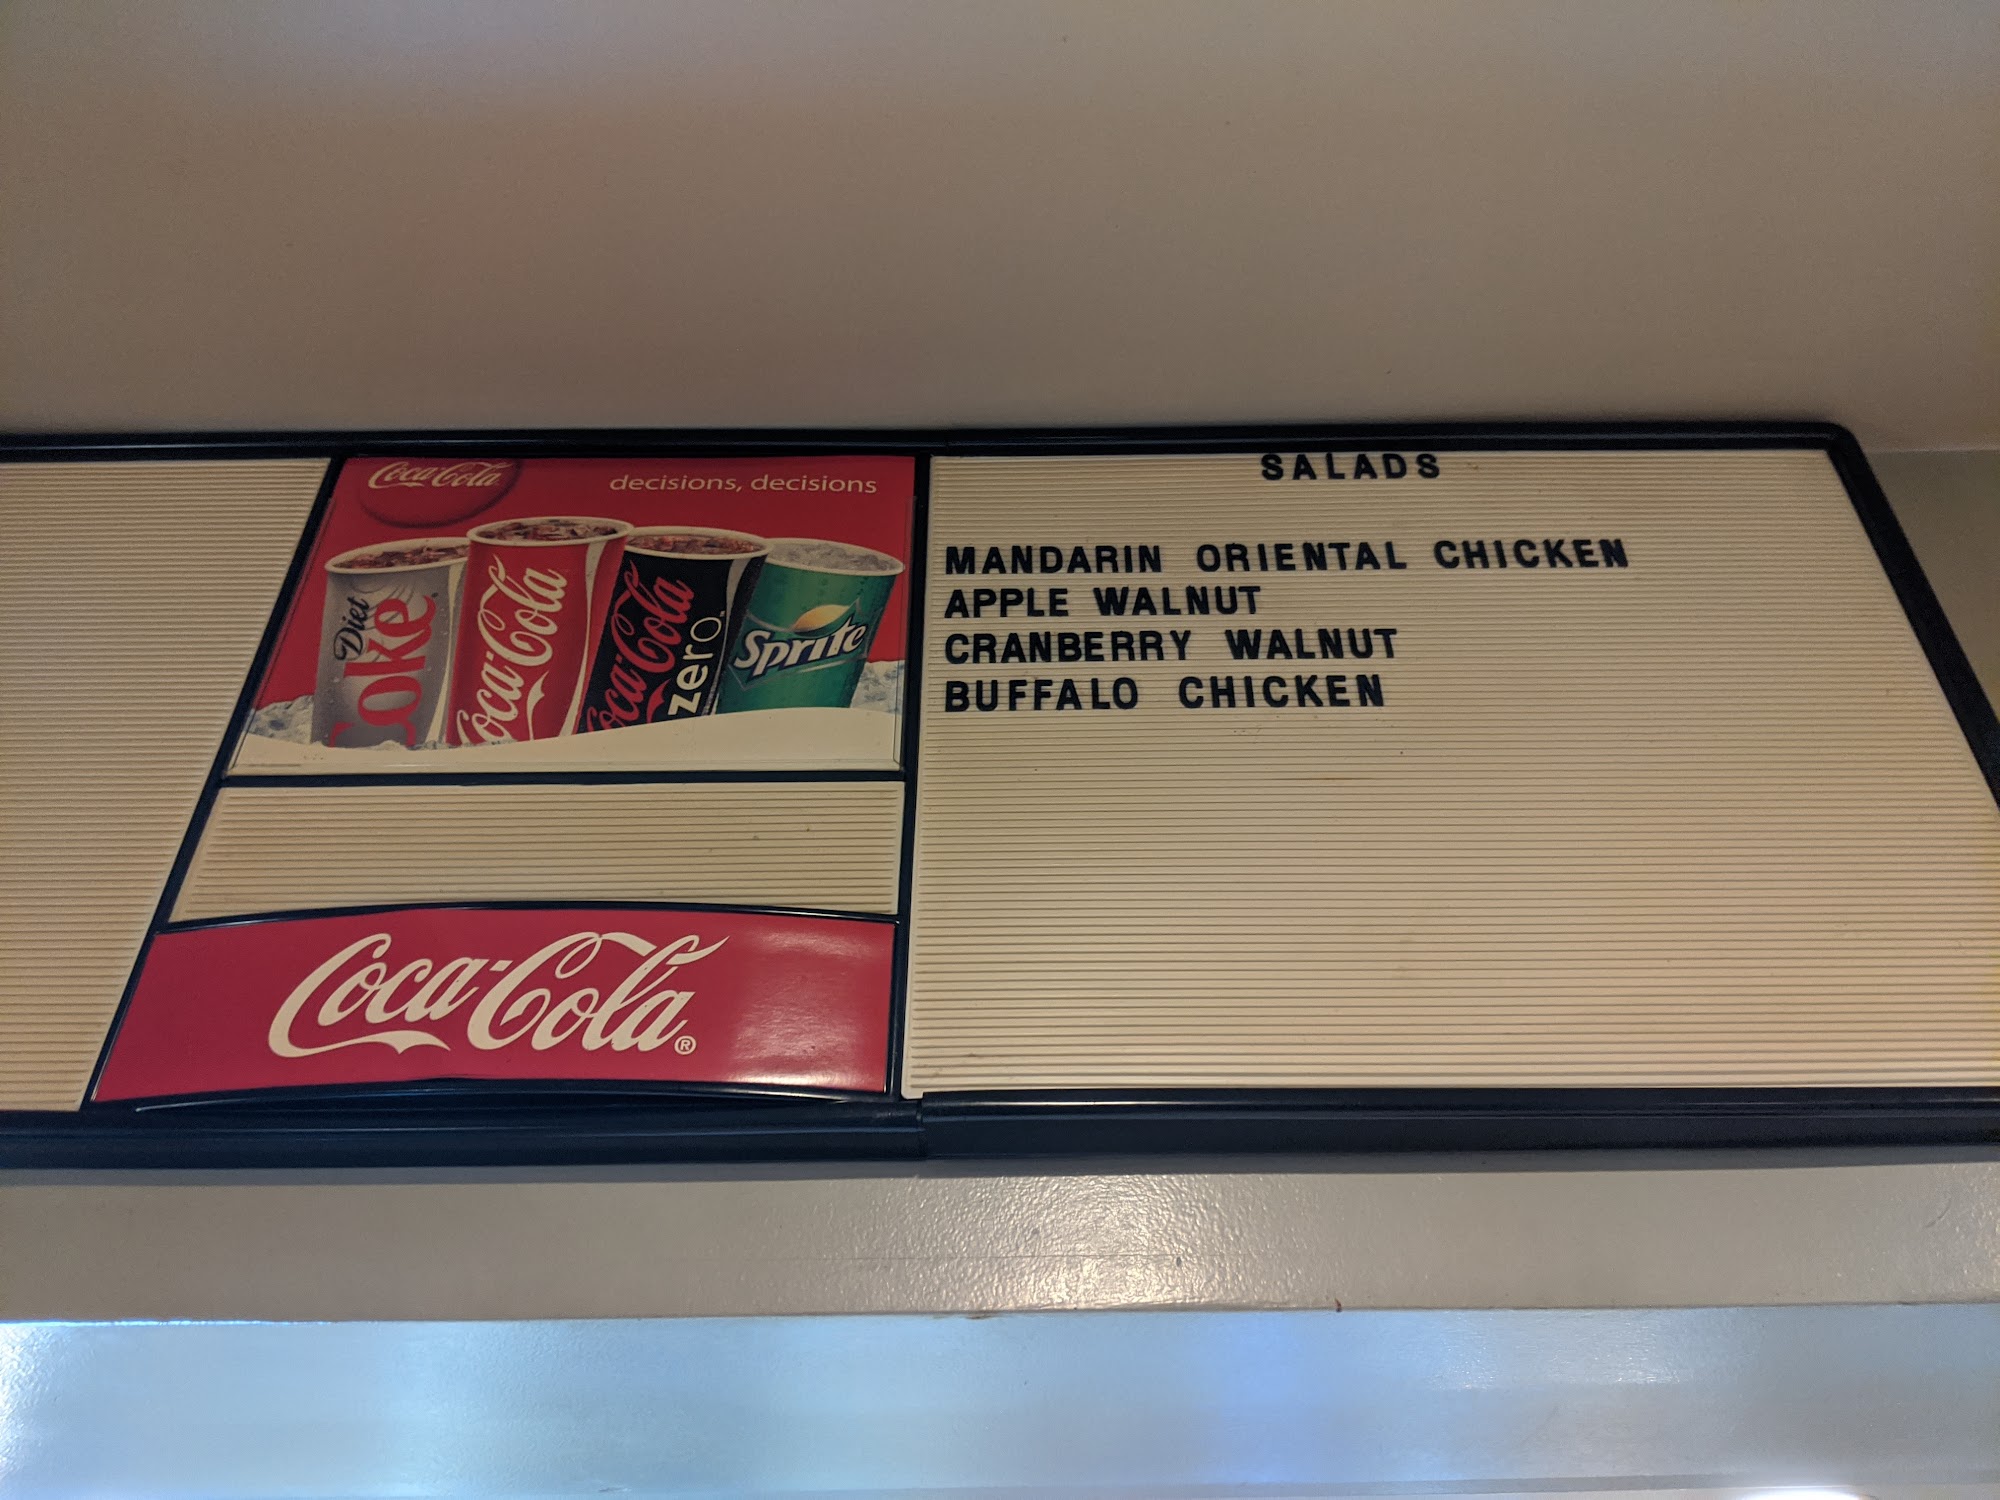 Coca-Cola
decisions, decisions
Diet
Coke
Coca-Cola
Coca-Cola
zero
Sprite
Coca-Cola®
SALADS
MANDARIN ORIENTAL CHICKEN
APPLE WALNUT
CRANBERRY WALNUT
BUFFALO CHICKEN